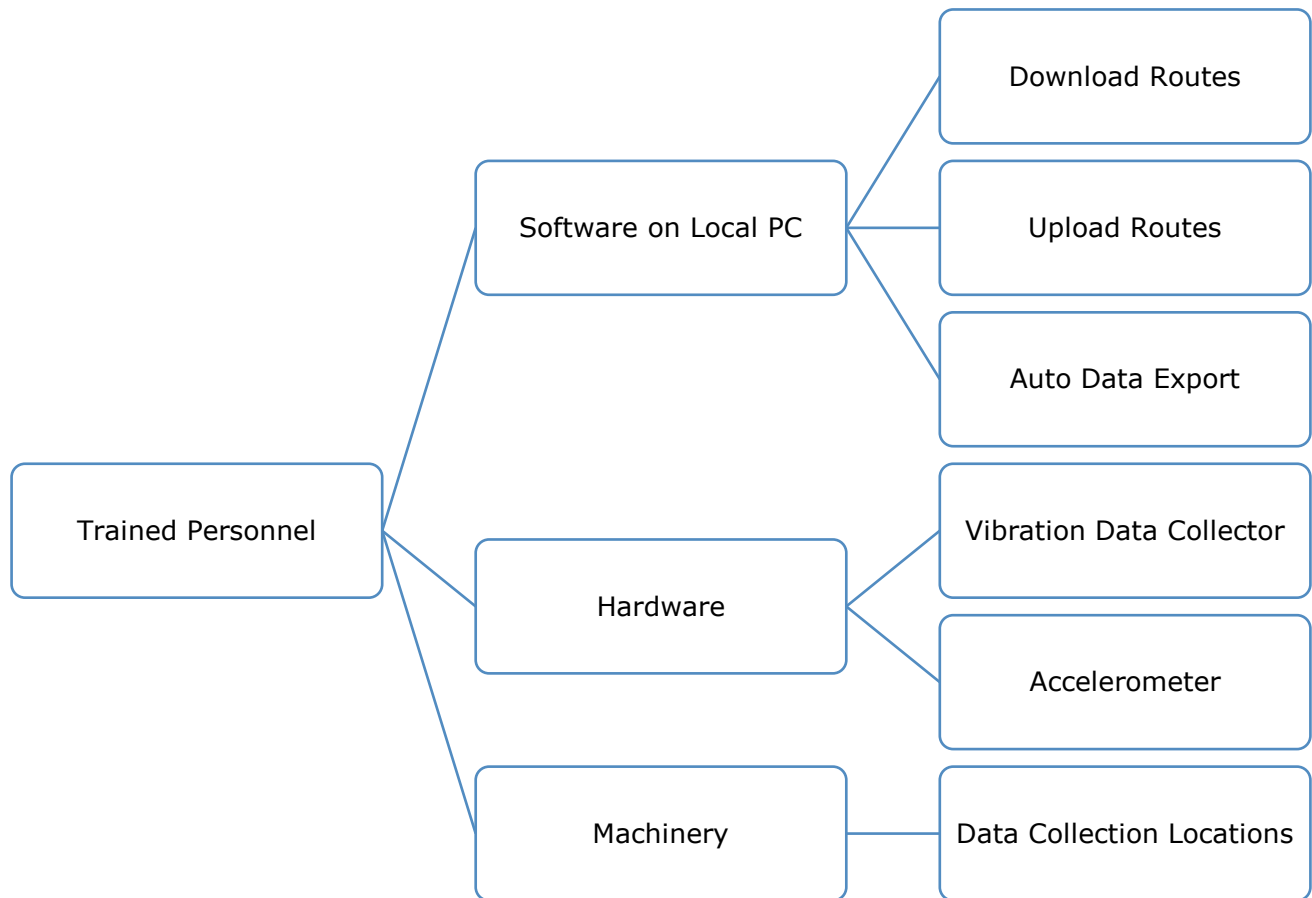 Trained Personnel
Software on Local PC
Download Routes
Upload Routes
Auto Data Export
Hardware
Vibration Data Collector
Accelerometer
Machinery
Data Collection Locations